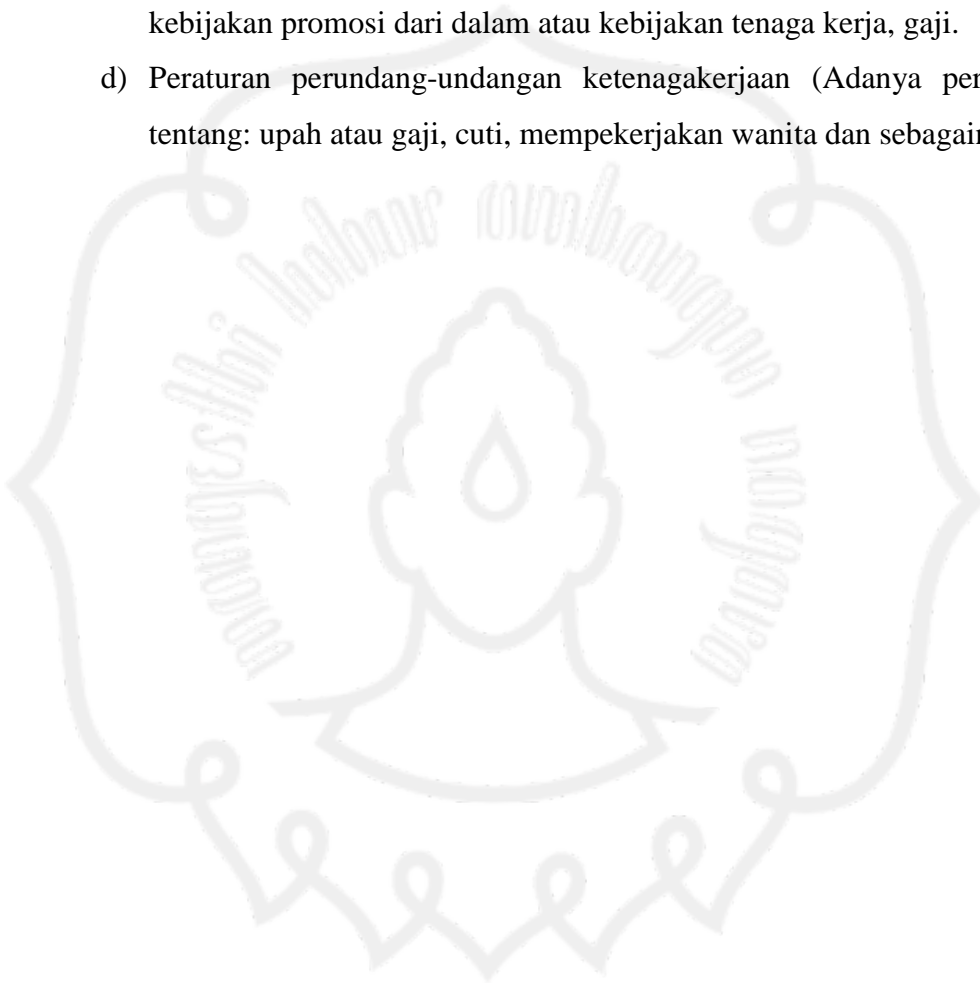 kebijakan promosi dari dalam atau kebijakan tenaga kerja, gaji.
d) Peraturan perundang-undangan ketenagakerjaan (Adanya per
tentang: upah atau gaji, cuti, mempekerjakan wanita dan sebagain